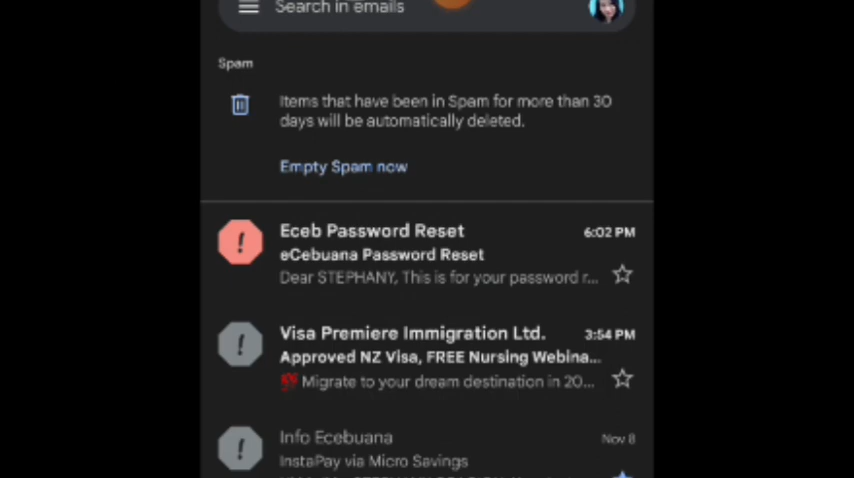 Search in emails
Spam
Items that have been in Spam for more than 30
days will be automatically deleted.
Empty Spam now
Eceb Password Reset
6:02 PM
eCebuana Password Reset
Dear STEPHANY, This is for your password r...
Visa Premiere Immigration Ltd.
3:54 PM
Approved NZ Visa, FREE Nursing Webina...
💯 Migrate to your dream destination in 20...
Info Ecebuana
Nov 8
InstaPay via Micro Savings